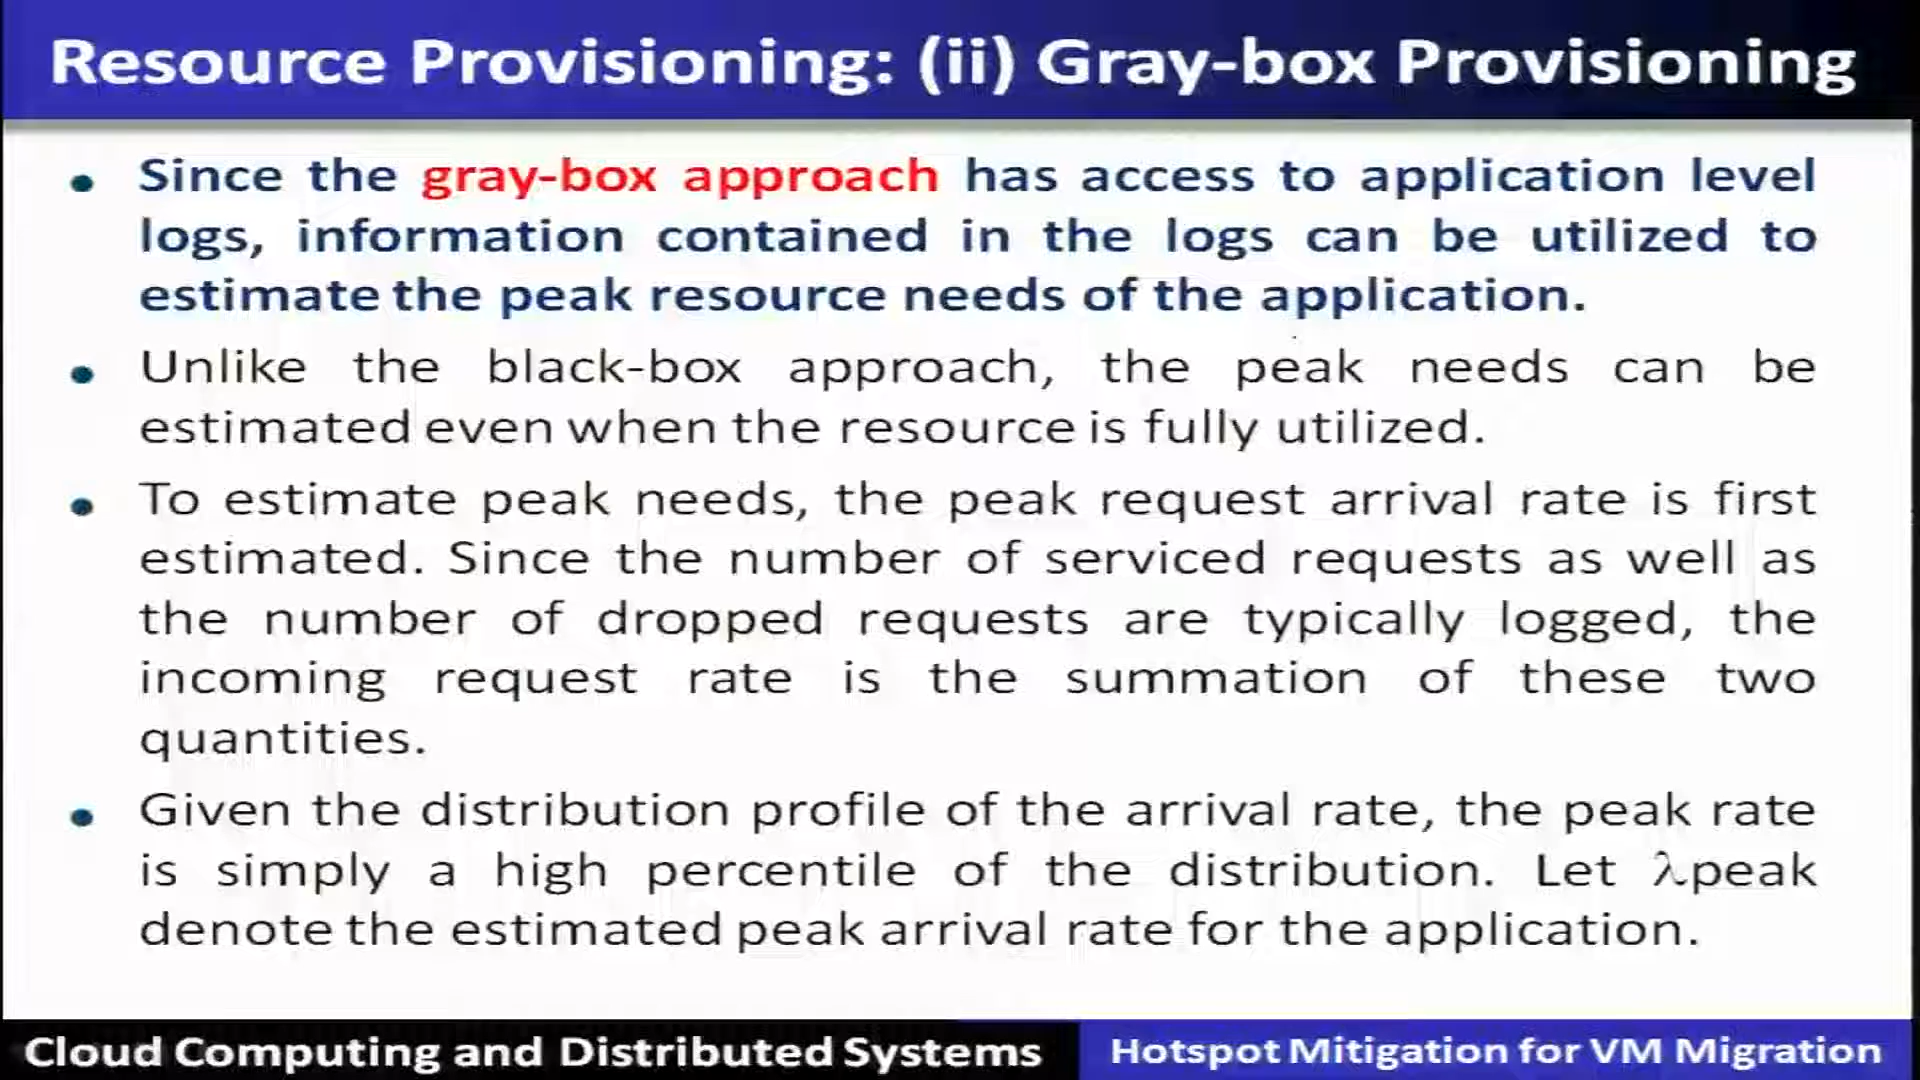 Resource Provisioning: (ii) Gray-box Provisioning
• Since the gray-box approach has access to application level
logs, information contained in the logs can be utilized to
estimate the peak resource needs of the application.
• Unlike the black-box approach, the peak needs can be
estimated even when the resource is fully utilized.
• To estimate peak needs, the peak request arrival rate is first
estimated. Since the number of serviced requests as well as
the number of dropped requests are typically logged, the
incoming request rate is the summation of these two
quantities.
• Given the distribution profile of the arrival rate, the peak rate
is simply a high percentile of the distribution. Let λpeak
denote the estimated peak arrival rate for the application.
Cloud Computing and Distributed Systems
Hotspot Mitigation for VM Migration